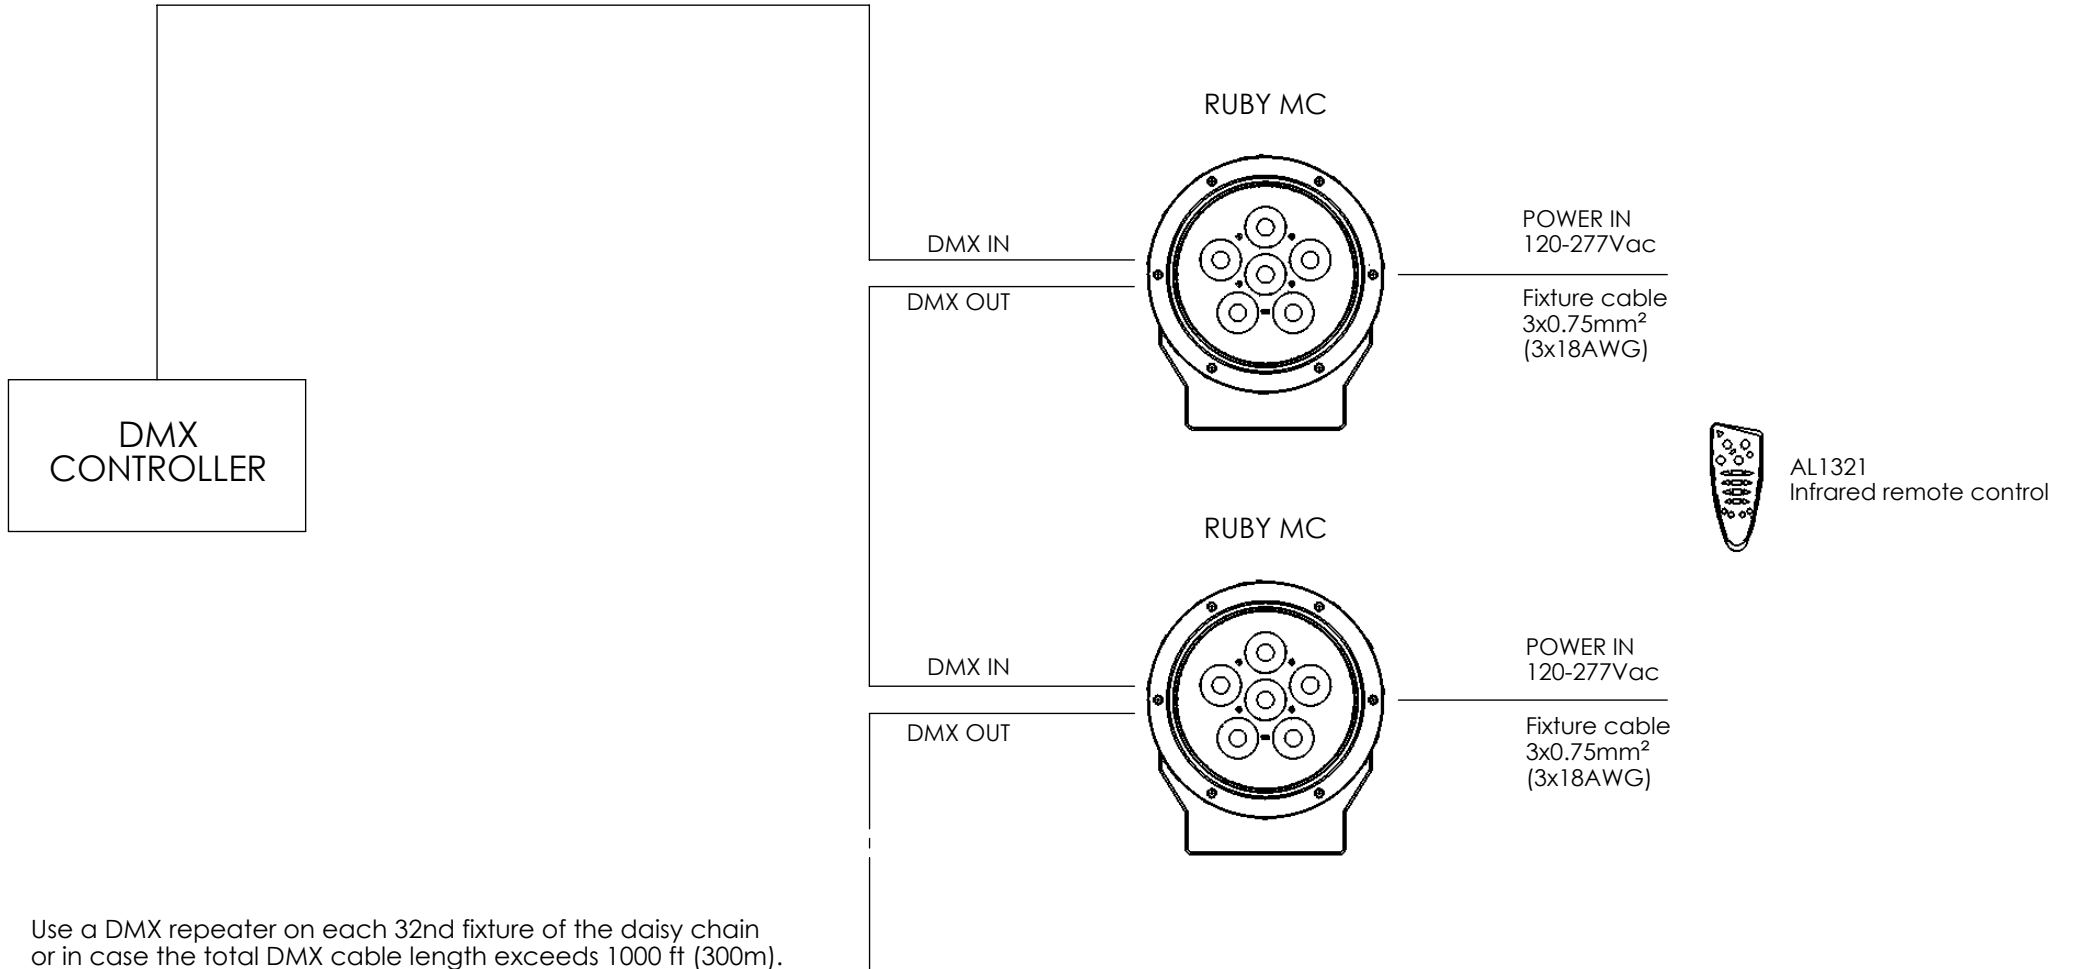 RUBY MC
DMX IN
DMX OUT
POWER IN
120-277Vac
Fixture cable
3x0.75mm²
(3x18AWG)
DMX
CONTROLLER
AL1321
Infrared remote control
RUBY MC
DMX IN
DMX OUT
POWER IN
120-277Vac
Fixture cable
3x0.75mm²
(3x18AWG)
Use a DMX repeater on each 32nd fixture of the daisy chain
or in case the total DMX cable length exceeds 1000 ft (300m).